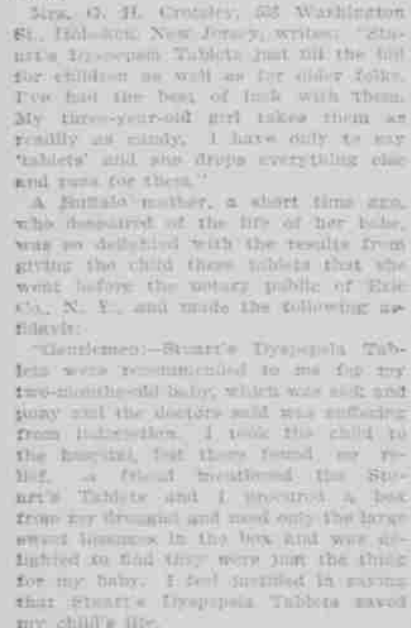 Mrs. G. H. Crotsley, 538 Washington
St., Hoboken, New Jersey, writes: "Stu-
art's Dyspepsia Tablets just fill the bill
for children as well as for older folks.
I've had the best of luck with them.
My three-year-old girl takes them as
readily as candy. I have only to say
'tablets' and she drops everything else
and runs for them."
A Buffalo mother, a short time ago,
who despaired of the life of her babe,
was so delighted with the results from
giving the child these tablets that she
went before the notary public of Erie
Co., N. Y., and made the following af-
fidavit:
"Gentlemen:—Stuart's Dyspepsia Tab-
lets were recommended to me for my
two-months-old baby, which was sick and
puny and the doctors said was suffering
from indigestion. I took the child to
the hospital, but there found no re-
lief. A friend mentioned the Stu-
art's Tablets and I procured a box
from my druggist and used only the large
sweet lozenges in the box and was de-
lighted to find they were just the thing
for my baby. I feel justified in saying
that Stuart's Dyspepsia Tablets saved
my child's life.